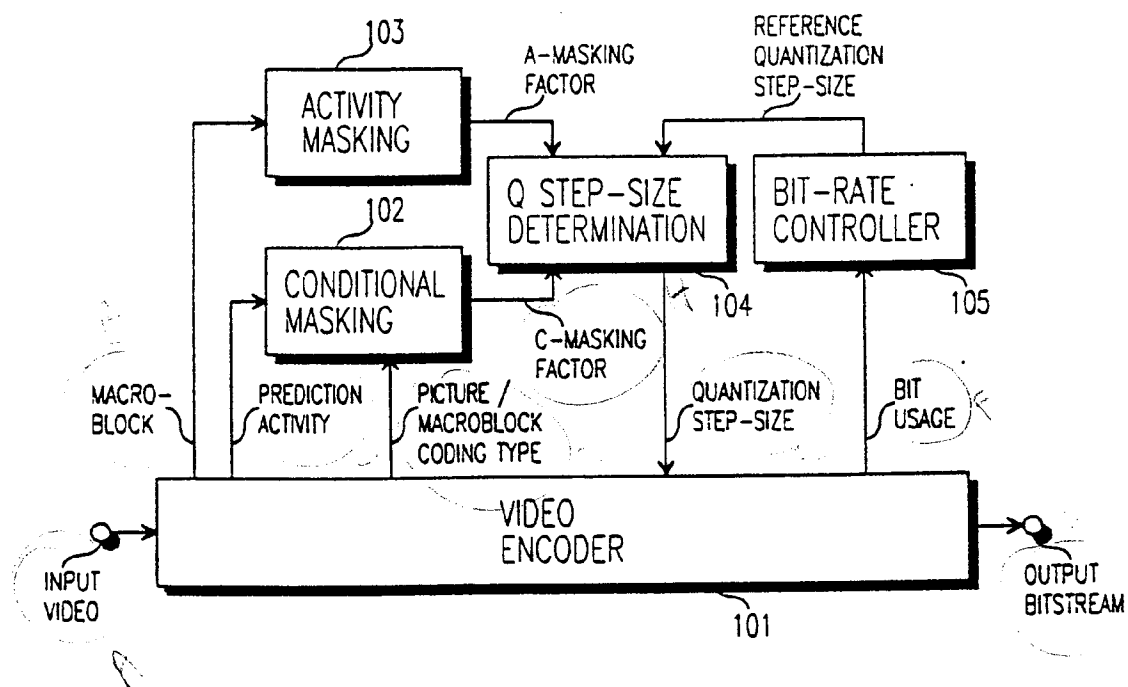 103
ACTIVITY
MASKING
A-MASKING
FACTOR
REFERENCE
QUANTIZATION
STEP-SIZE
Q STEP-SIZE
DETERMINATION
104
BIT-RATE
CONTROLLER
105
102
CONDITIONAL
MASKING
C-MASKING
FACTOR
MACRO-
BLOCK
PREDICTION
ACTIVITY
PICTURE /
MACROBLOCK
CODING TYPE
QUANTIZATION
STEP-SIZE
BIT
USAGE
VIDEO
ENCODER
101
INPUT
VIDEO
OUTPUT
BITSTREAM